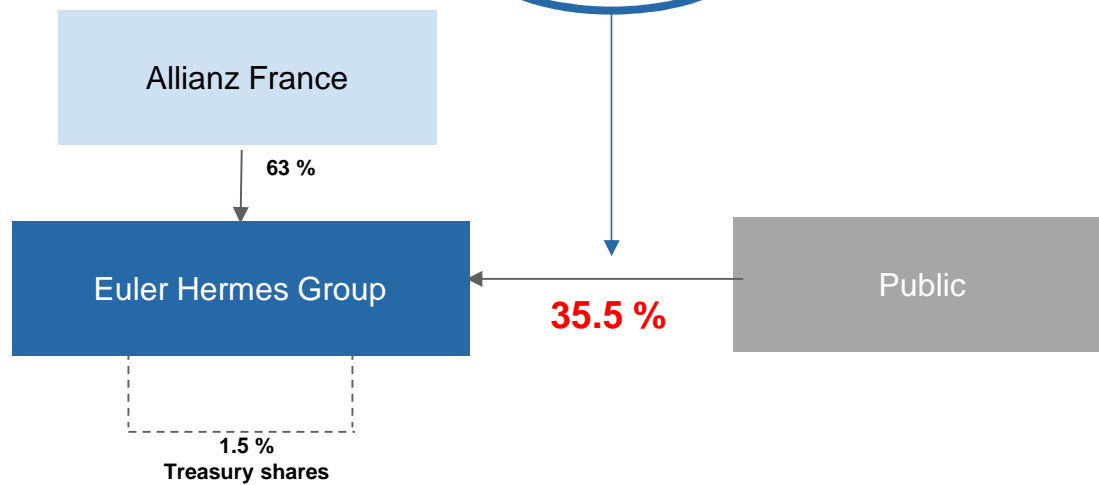 Allianz France
63 %
Euler Hermes Group
35.5 %
Public
1.5 %
Treasury shares